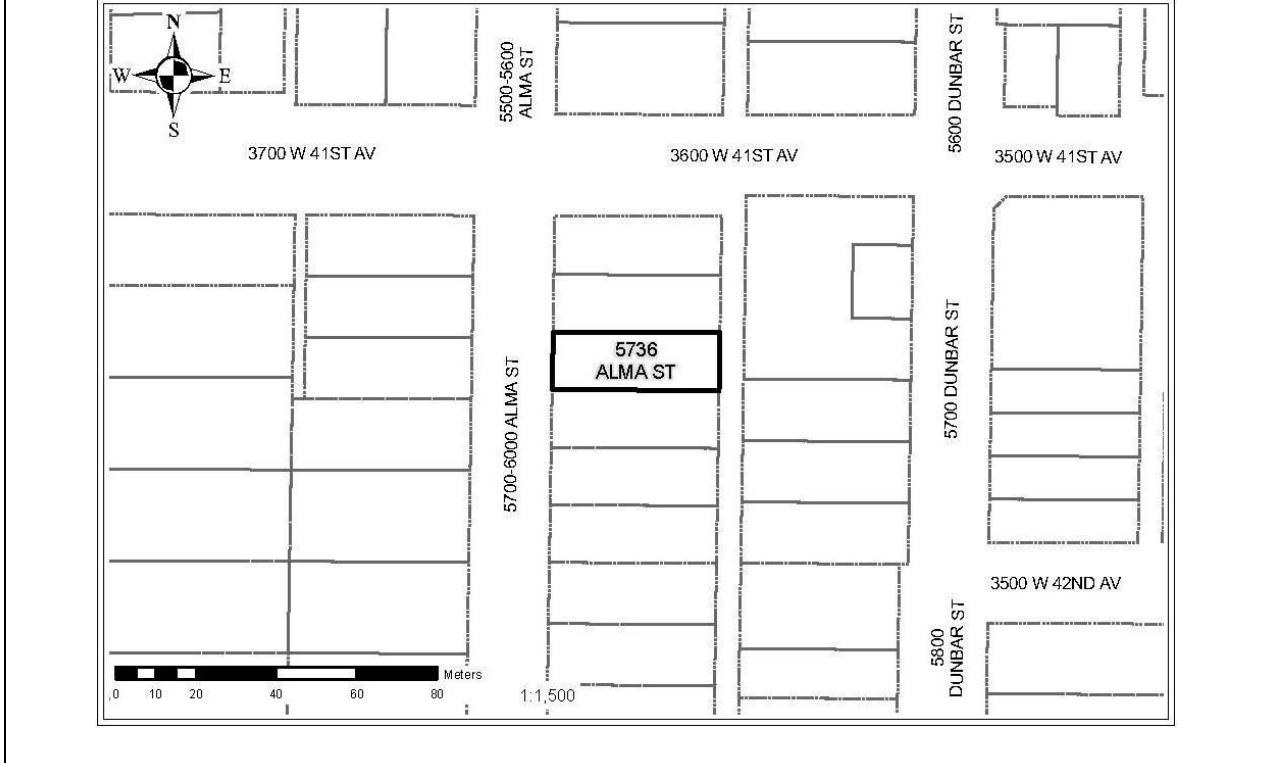 N
W E
S
5500-5600
ALMA ST
5600 DUNBAR ST
3700 W 41ST AV
3600 W 41ST AV
3500 W 41ST AV
5736
ALMA ST
5700-6000 ALMA ST
5700 DUNBAR ST
3500 W 42ND AV
5800
DUNBAR ST
Meters
0 10 20 40 60 80
1:1,500